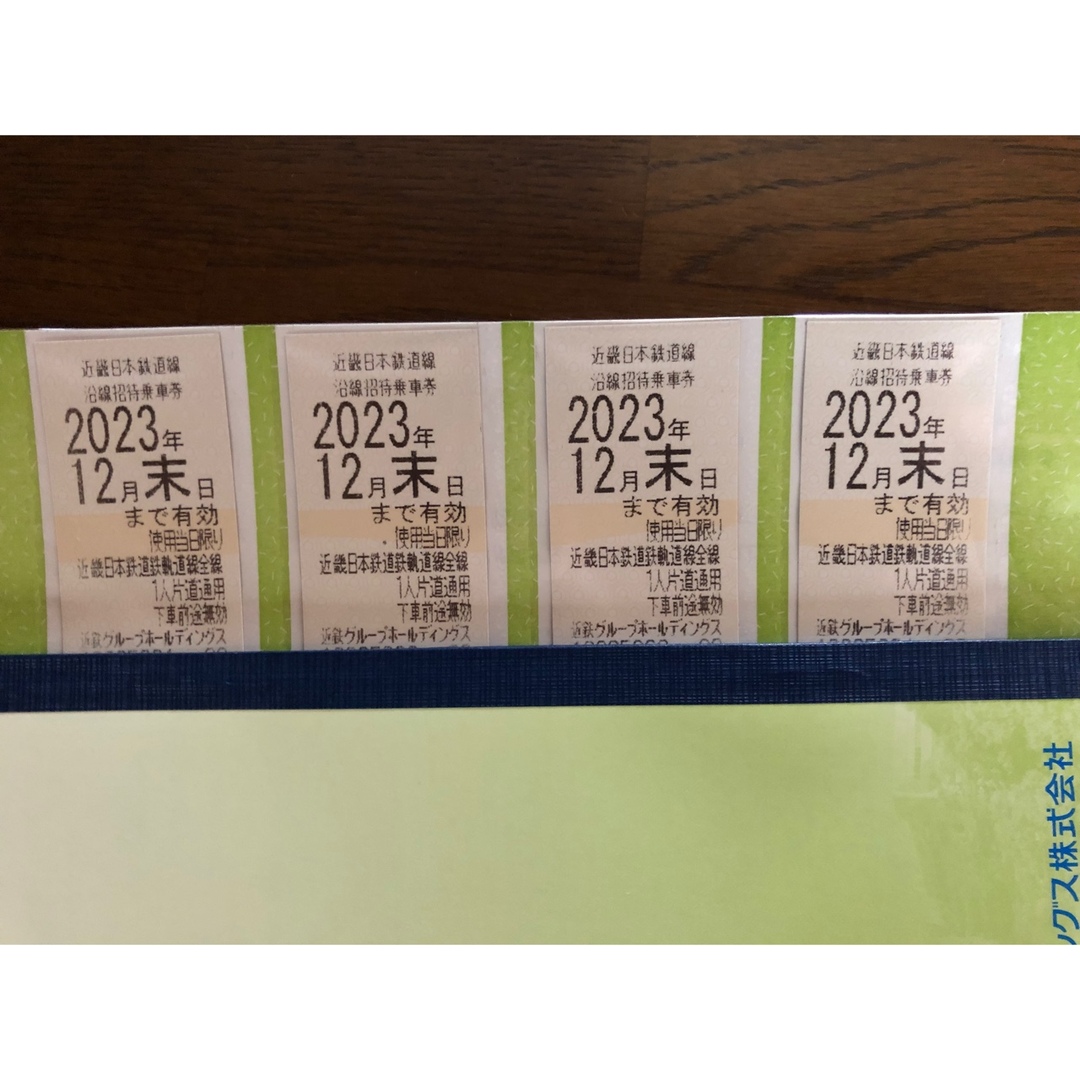 近畿日本鉄道線
沿線招待乗車券
2023年
12月末日
まで有効
使用当日限り
近畿日本鉄道鉄軌道線全線
1人片道通用
下車前途無効
近鉄グループホールディングス
近畿日本鉄道線
沿線招待乗車券
2023年
12月末日
まで有効
使用当日限り
近畿日本鉄道鉄軌道線全線
1人片道通用
下車前途無効
近鉄グループホールディングス
近畿日本鉄道線
沿線招待乗車券
2023年
12月末日
まで有効
使用当日限り
近畿日本鉄道鉄軌道線全線
1人片道通用
下車前途無効
近鉄グループホールディングス
近畿日本鉄道線
沿線招待乗車券
2023年
12月末日
まで有効
使用当日限り
近畿日本鉄道鉄軌道線全線
1人片道通用
下車前途無効
近鉄グループホールディングス
ングス株式会社